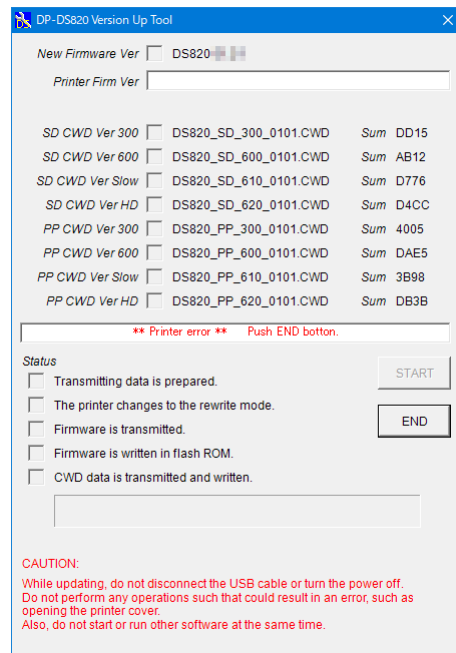 DP-DS820 Version Up Tool
New Firmware Ver DS820
Printer Firm Ver
SD CWD Ver 300 DS820_SD_300_0101.CWD Sum DD15
SD CWD Ver 600 DS820_SD_600_0101.CWD Sum AB12
SD CWD Ver Slow DS820_SD_610_0101.CWD Sum D776
SD CWD Ver HD DS820_SD_620_0101.CWD Sum D4CC
PP CWD Ver 300 DS820_PP_300_0101.CWD Sum 4005
PP CWD Ver 600 DS820_PP_600_0101.CWD Sum DAE5
PP CWD Ver Slow DS820_PP_610_0101.CWD Sum 3B98
PP CWD Ver HD DS820_PP_620_0101.CWD Sum DB3B
** Printer error ** Push END botton.
Status
START
Transmitting data is prepared.
The printer changes to the rewrite mode.
END
Firmware is transmitted.
Firmware is written in flash ROM.
CWD data is transmitted and written.
CAUTION:
While updating, do not disconnect the USB cable or turn the power off.
Do not perform any operations such that could result in an error, such as
opening the printer cover.
Also, do not start or run other software at the same time.